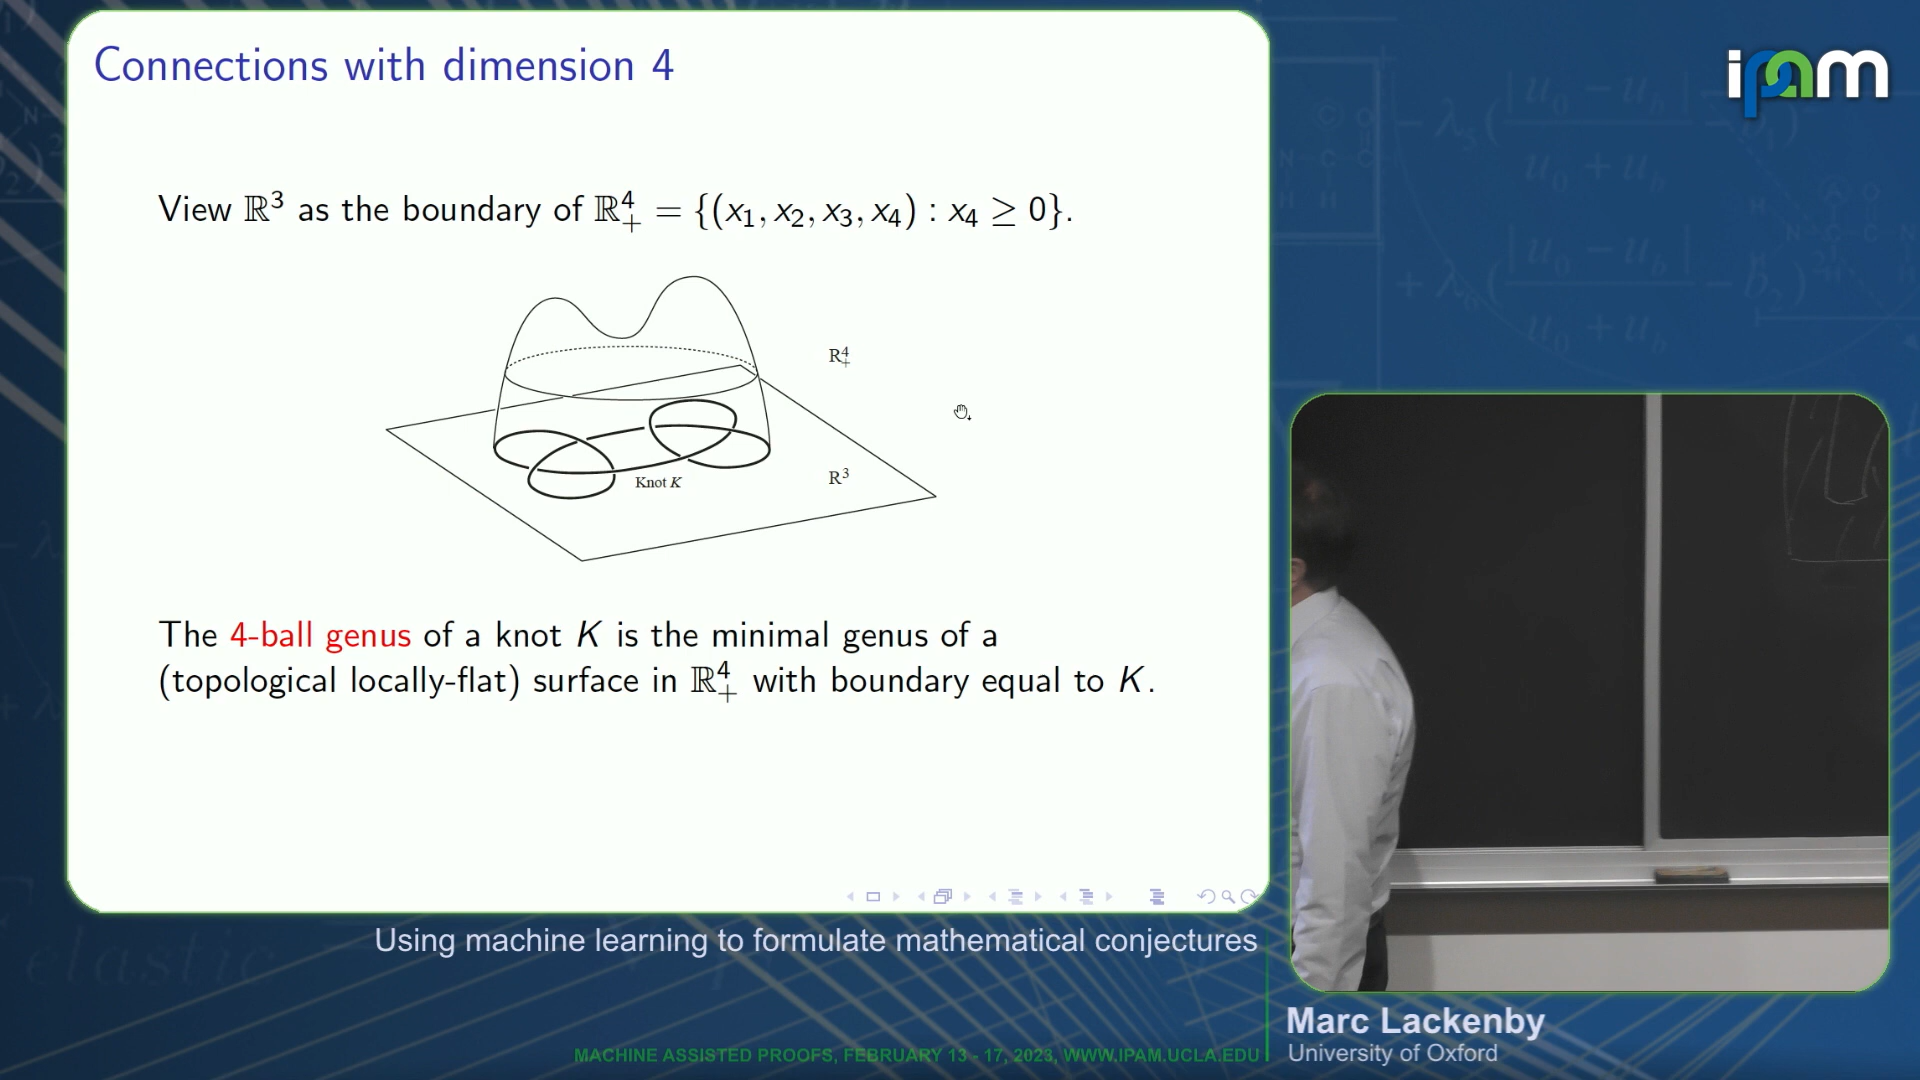 Connections with dimension 4
ipam
View ℝ³ as the boundary of ℝ⁴₊ = {(x₁, x₂, x₃, x₄) : x₄ ≥ 0}.
R⁴₊
R³
Knot K
The 4-ball genus of a knot K is the minimal genus of a
(topological locally-flat) surface in ℝ⁴₊ with boundary equal to K.
Using machine learning to formulate mathematical conjectures
Marc Lackenby
University of Oxford
MACHINE ASSISTED PROOFS, FEBRUARY 13 - 17, 2023, WWW.IPAM.UCLA.EDU
elastic